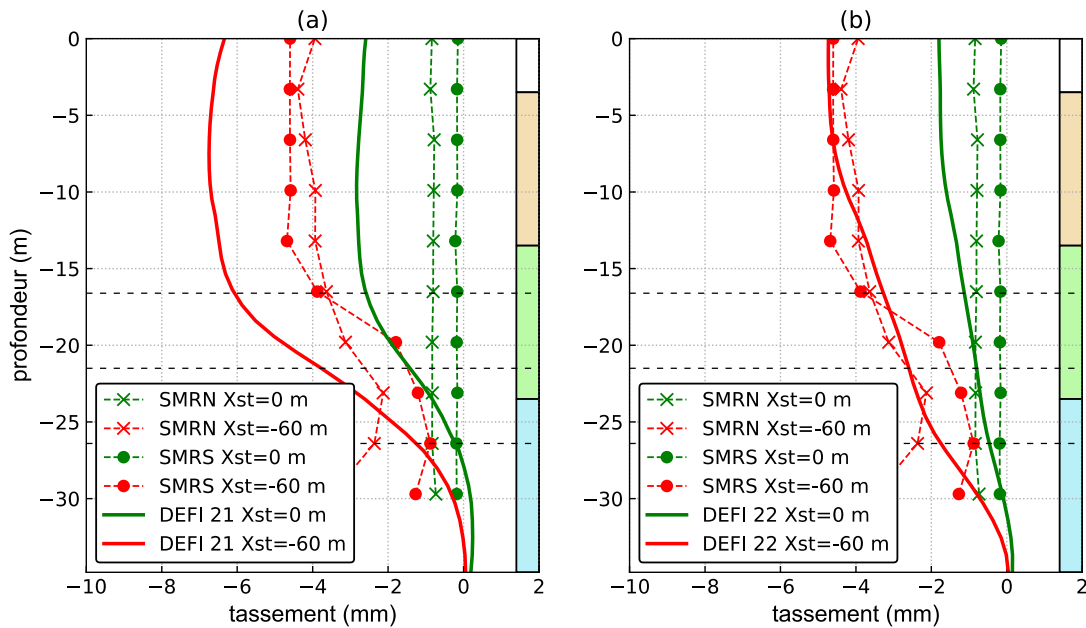 (a)
0
−5
−10
−15
−20
−25
−30
profondeur (m)
SMRN Xst=0 m
SMRN Xst=-60 m
SMRS Xst=0 m
SMRS Xst=-60 m
DEFI 21 Xst=0 m
DEFI 21 Xst=-60 m
−10 −8 −6 −4 −2 0 2
tassement (mm)
(b)
0
−5
−10
−15
−20
−25
−30
SMRN Xst=0 m
SMRN Xst=-60 m
SMRS Xst=0 m
SMRS Xst=-60 m
DEFI 22 Xst=0 m
DEFI 22 Xst=-60 m
−10 −8 −6 −4 −2 0 2
tassement (mm)